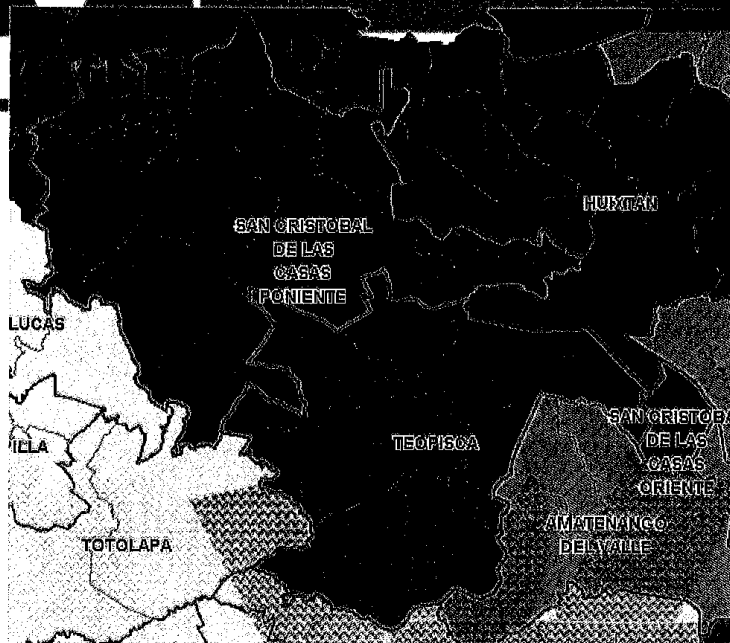 SAN CRISTOBAL
DE LAS
CASAS
PONIENTE
HUIXTAN
LUCAS
ILLA
TEOPISCA
SAN CRISTOBA
DE LAS
CASAS
ORIENTE
AMATENANGO
DEL VALLE
TOTOLAPA